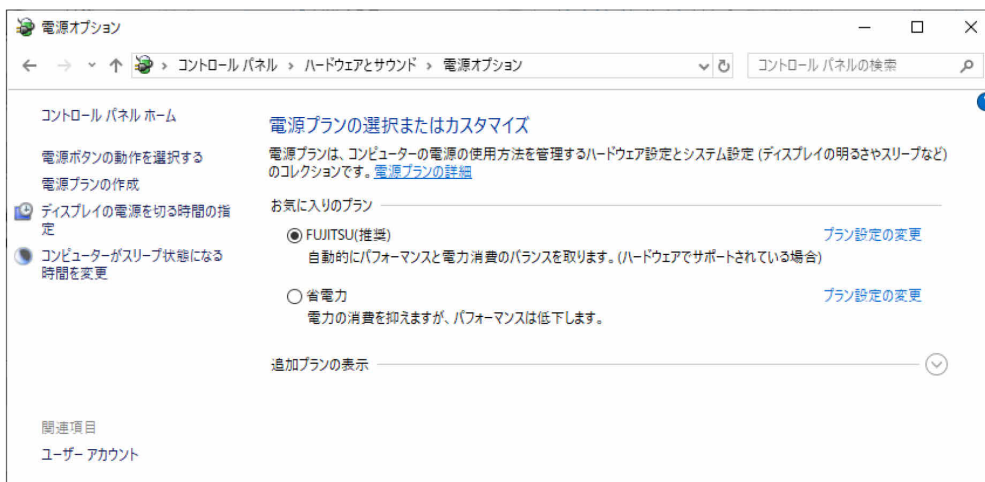 電源オプション
コントロール パネル › ハードウェアとサウンド › 電源オプション
コントロール パネルの検索
コントロール パネル ホーム
電源ボタンの動作を選択する
電源プランの作成
ディスプレイの電源を切る時間の指
定
コンピューターがスリープ状態になる
時間を変更
関連項目
ユーザー アカウント
電源プランの選択またはカスタマイズ
電源プランは、コンピューターの電源の使用方法を管理するハードウェア設定とシステム設定 (ディスプレイの明るさやスリープなど)
のコレクションです。電源プランの詳細
お気に入りのプラン
FUJITSU(推奨) プラン設定の変更
自動的にパフォーマンスと電力消費のバランスを取ります。(ハードウェアでサポートされている場合)
省電力 プラン設定の変更
電力の消費を抑えますが、パフォーマンスは低下します。
追加プランの表示